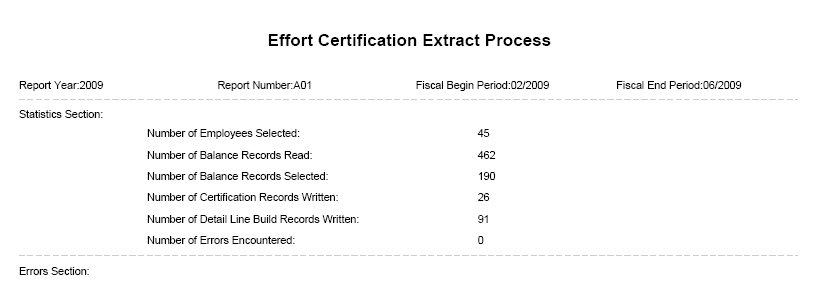 Effort Certification Extract Process
Report Year:2009 Report Number:A01 Fiscal Begin Period:02/2009 Fiscal End Period:06/2009
Statistics Section:
Number of Employees Selected: 45
Number of Balance Records Read: 462
Number of Balance Records Selected: 190
Number of Certification Records Written: 26
Number of Detail Line Build Records Written: 91
Number of Errors Encountered: 0
Errors Section: